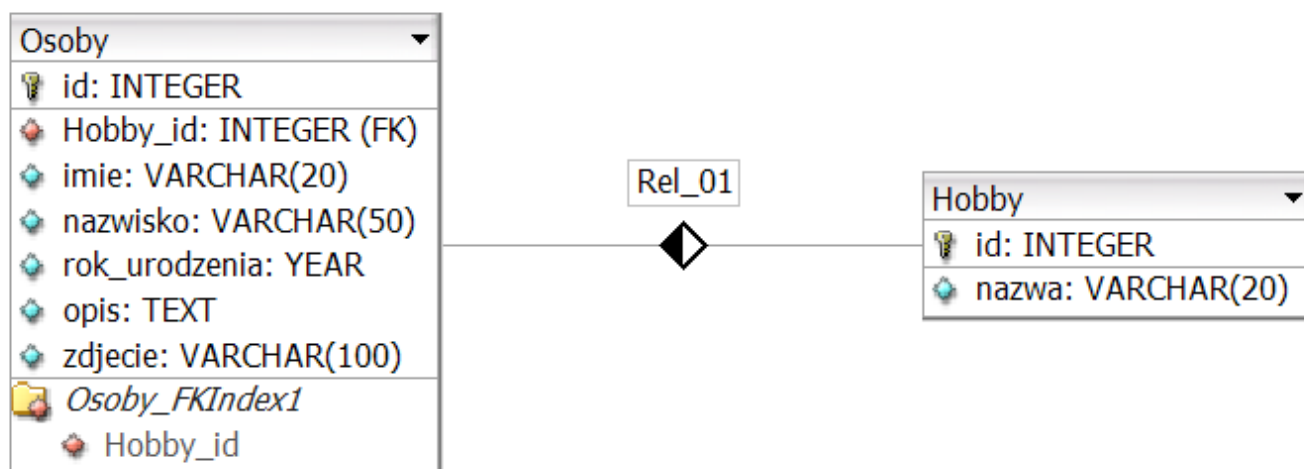 Osoby
id: INTEGER
Hobby_id: INTEGER (FK)
imie: VARCHAR(20)
nazwisko: VARCHAR(50)
rok_urodzenia: YEAR
opis: TEXT
zdjecie: VARCHAR(100)
Osoby_FKIndex1
Hobby_id
Rel_01
Hobby
id: INTEGER
nazwa: VARCHAR(20)